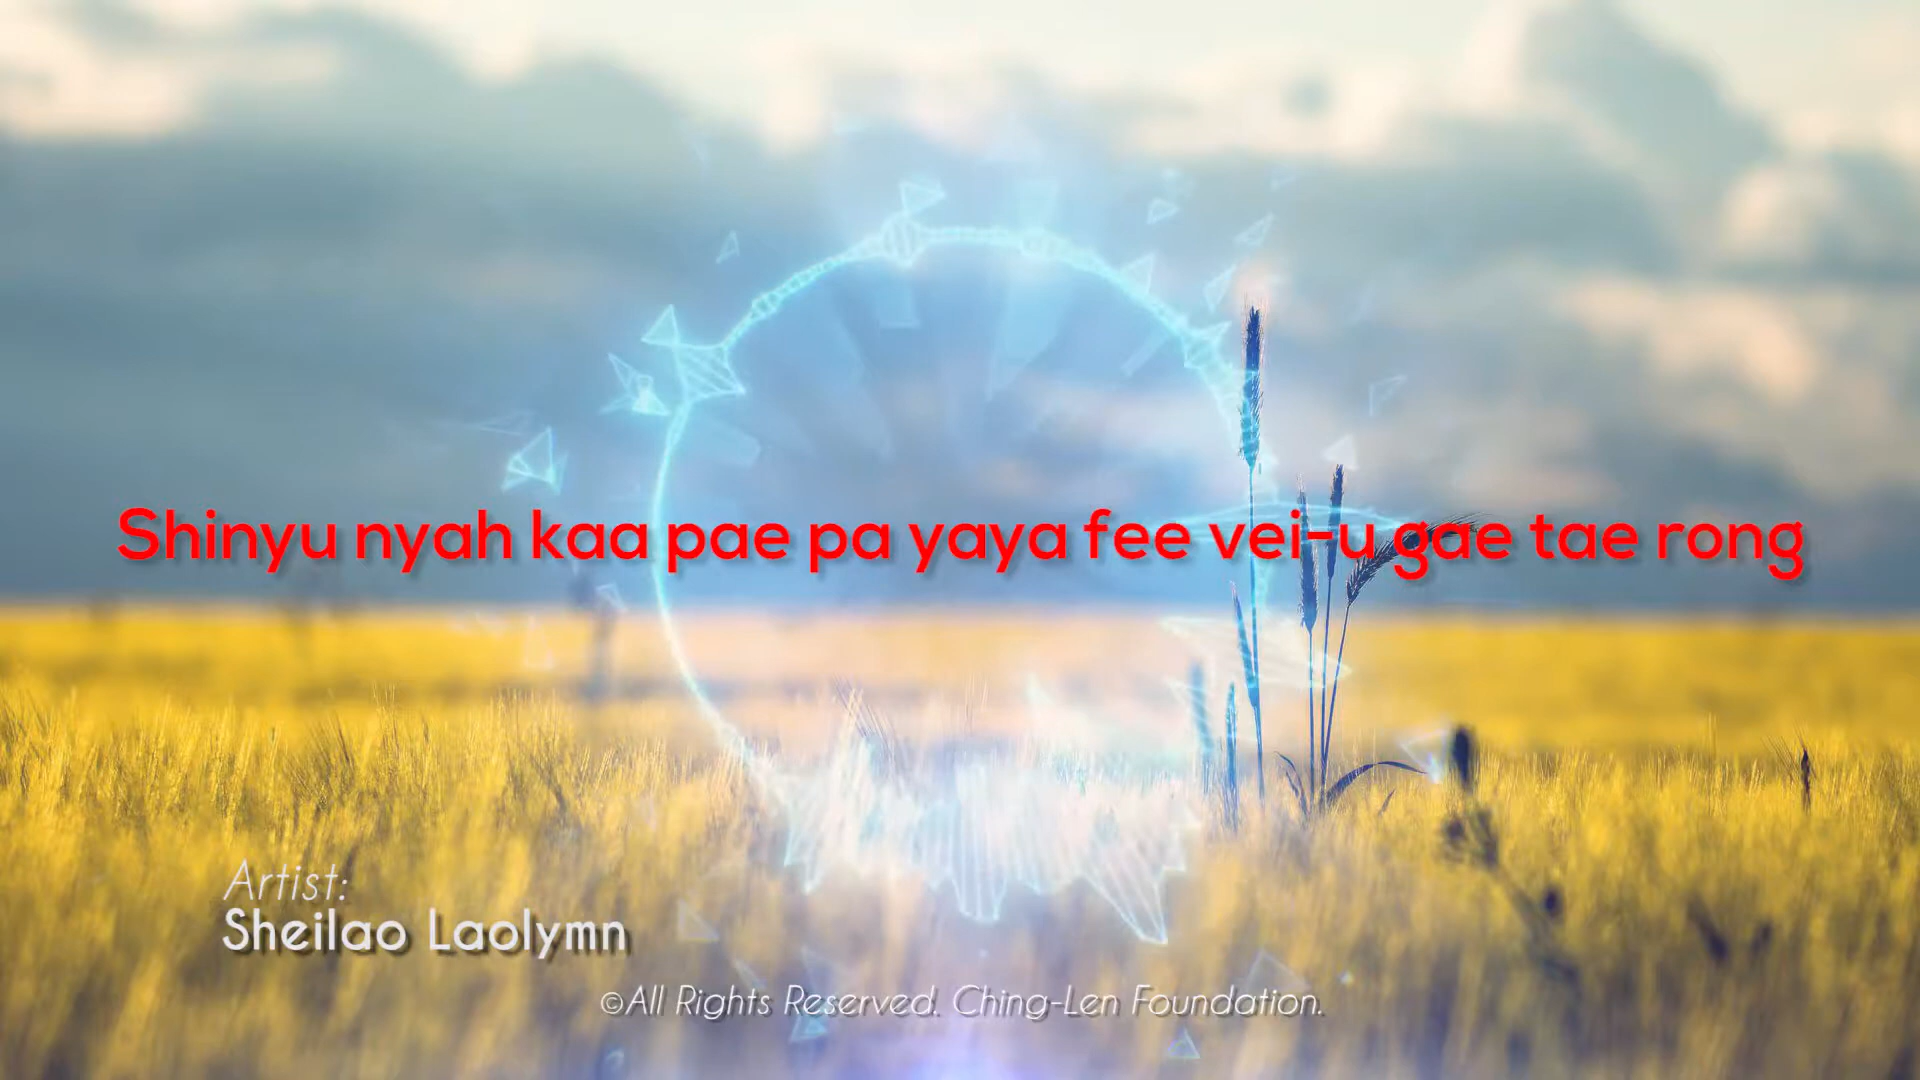 Shinyu nyah kaa pae pa yaya fee vei-u gae tae rong
Artist:
Sheilao Laolymn
©All Rights Reserved. Ching-Len Foundation.